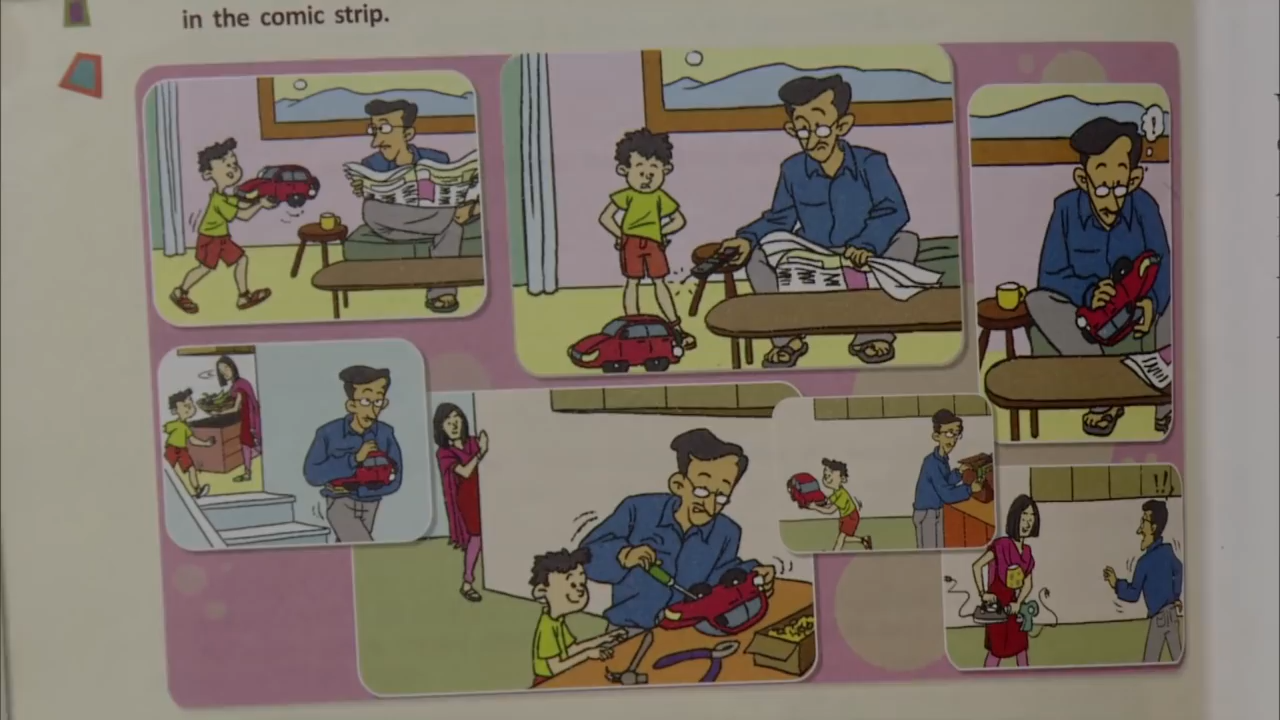 in the comic strip.
?
!!